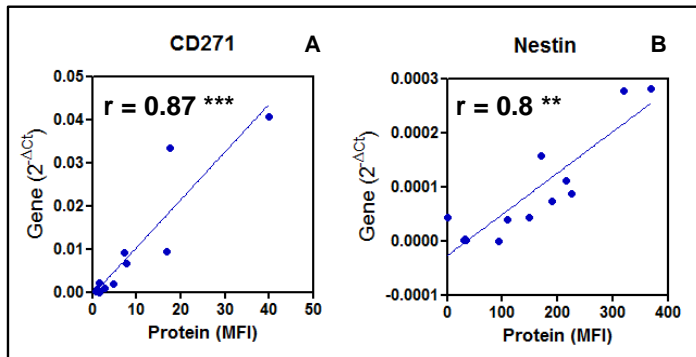 CD271 A
r = 0.87 ***
Gene (2^-ΔCt)
0.05
0.04
0.03
0.02
0.01
0.00
0 10 20 30 40 50
Protein (MFI)
Nestin B
r = 0.8 **
Gene (2^-ΔCt)
0.0003
0.0002
0.0001
0.0000
-0.0001
0 100 200 300 400
Protein (MFI)